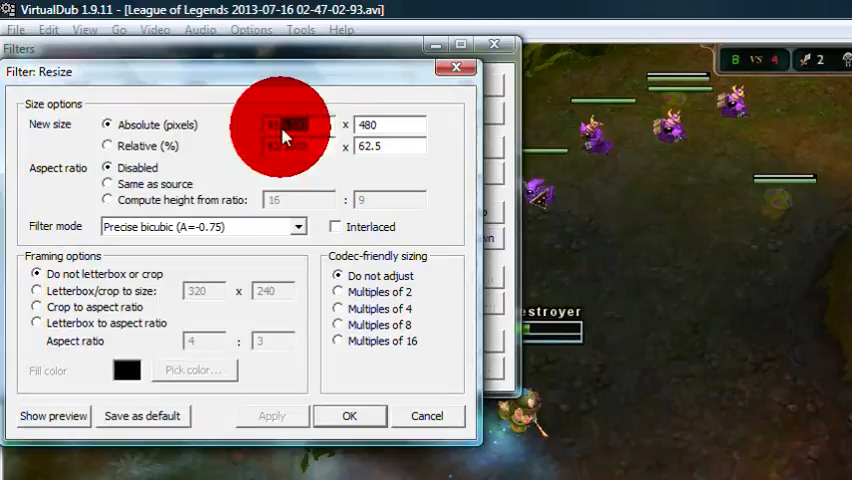 VirtualDub 1.9.11 - [League of Legends 2013-07-16 02-47-02-93.avi]
File Edit View Go Video Audio Options Tools Help
Filters
Filter: Resize
Size options
New size Absolute (pixels) x 480
Relative (%) x 62.5
Aspect ratio Disabled
Same as source
Compute height from ratio: 16 : 9
Filter mode Precise bicubic (A=-0.75) Interlaced
Framing options
Do not letterbox or crop
Letterbox/crop to size: 320 x 240
Crop to aspect ratio
Letterbox to aspect ratio
Aspect ratio 4 : 3
Fill color Pick color...
Codec-friendly sizing
Do not adjust
Multiples of 2
Multiples of 4
Multiples of 8
Multiples of 16
Show preview Save as default Apply OK Cancel
8 VS 4 2
estroyer